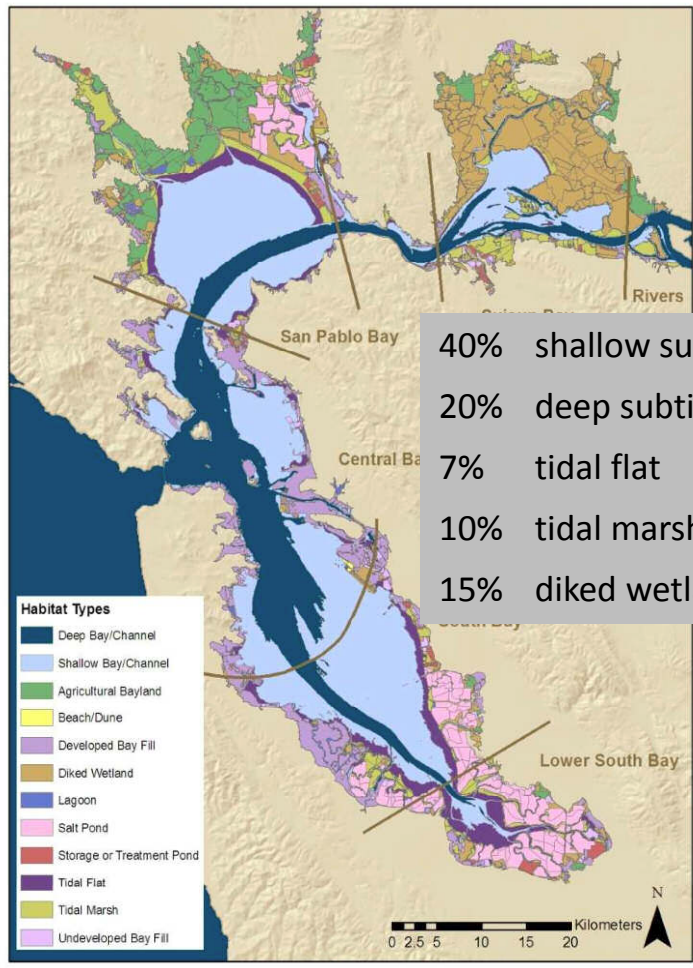 Rivers
San Pablo Bay
40% shallow su
20% deep subti
Central Ba
7% tidal flat
10% tidal marsh
15% diked wetl
Lower South Bay
Habitat Types
Deep Bay/Channel
Shallow Bay/Channel
Agricultural Bayland
Beach/Dune
Developed Bay Fill
Diked Wetland
Lagoon
Salt Pond
Storage or Treatment Pond
Tidal Flat
Tidal Marsh
Undeveloped Bay Fill
N
Kilometers
0 2.5 5 10 15 20